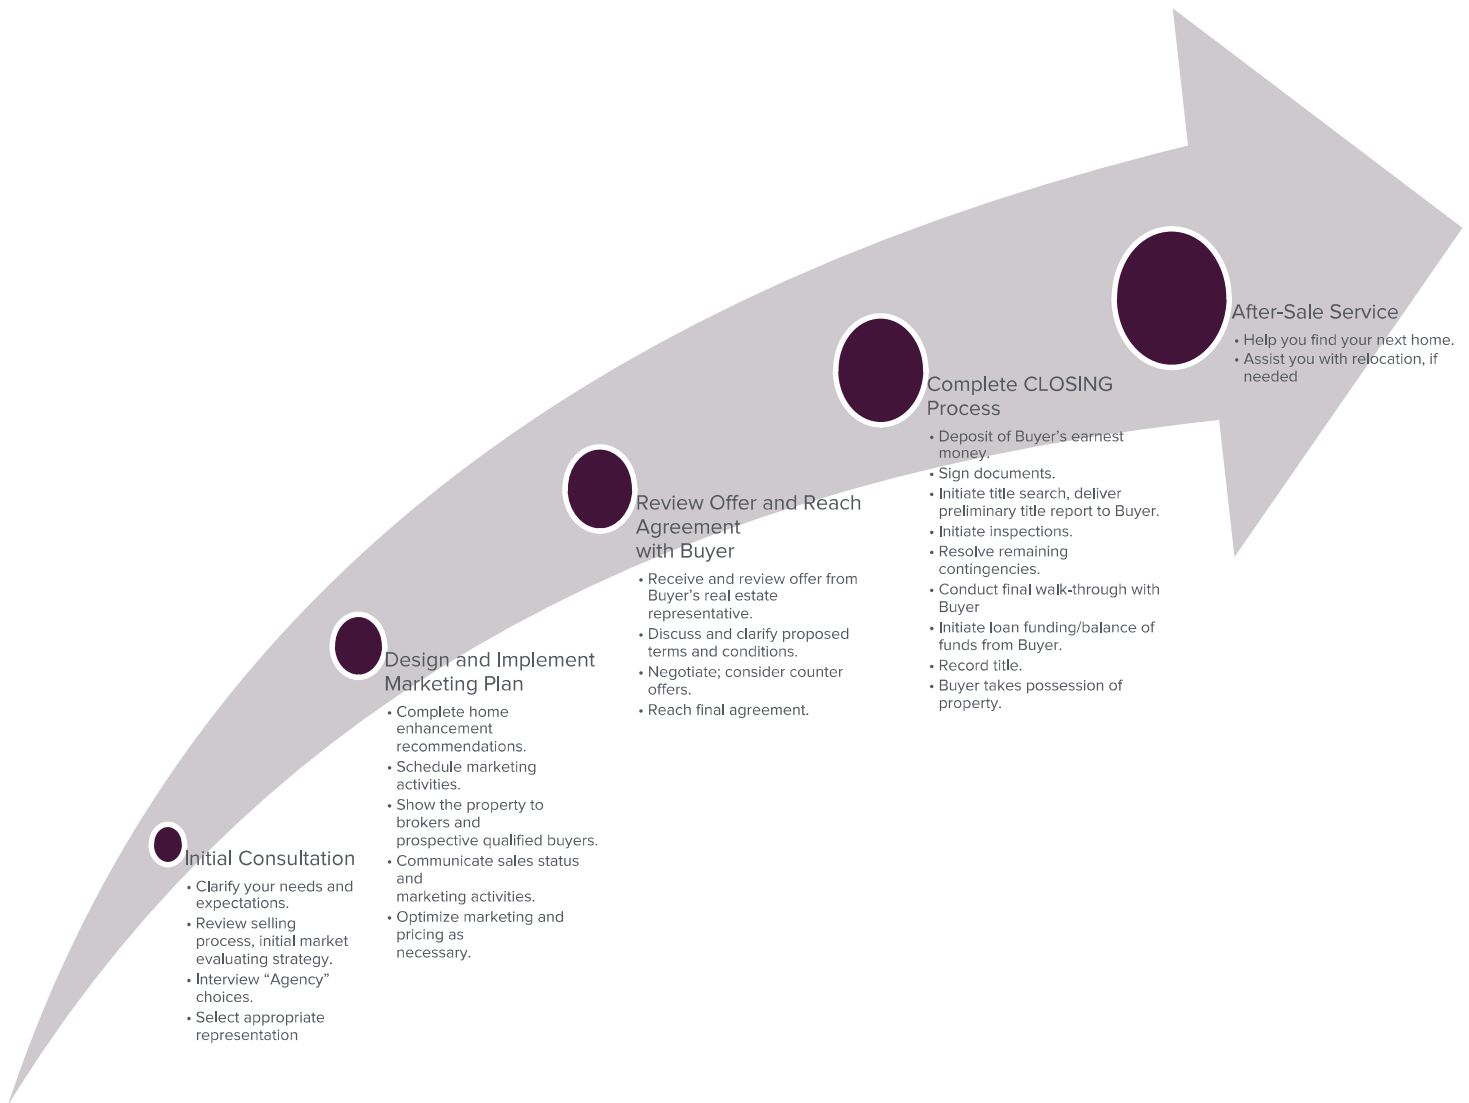 Initial Consultation
• Clarify your needs and
expectations.
• Review selling
process, initial market
evaluating strategy.
• Interview “Agency”
choices.
• Select appropriate
representation
Design and Implement
Marketing Plan
• Complete home
enhancement
recommendations.
• Schedule marketing
activities.
• Show the property to
brokers and
prospective qualified buyers.
• Communicate sales status
and
marketing activities.
• Optimize marketing and
pricing as
necessary.
Review Offer and Reach
Agreement
with Buyer
• Receive and review offer from
Buyer’s real estate
representative.
• Discuss and clarify proposed
terms and conditions.
• Negotiate; consider counter
offers.
• Reach final agreement.
Complete CLOSING
Process
• Deposit of Buyer’s earnest
money.
• Sign documents.
• Initiate title search, deliver
preliminary title report to Buyer.
• Initiate inspections.
• Resolve remaining
contingencies.
• Conduct final walk-through with
Buyer
• Initiate loan funding/balance of
funds from Buyer.
• Record title.
• Buyer takes possession of
property.
After-Sale Service
• Help you find your next home.
• Assist you with relocation, if
needed